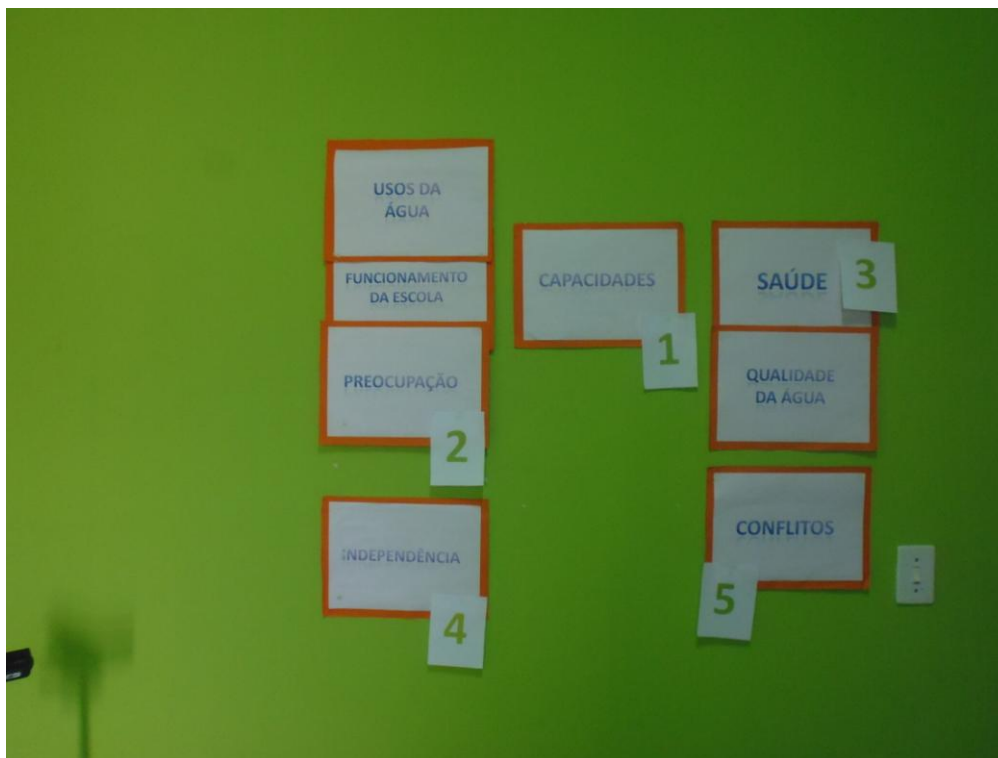 USOS DA
ÁGUA
FUNCIONAMENTO
DA ESCOLA
PREOCUPAÇÃO
2
INDEPENDÊNCIA
4
CAPACIDADES
1
SAÚDE
3
QUALIDADE
DA ÁGUA
CONFLITOS
5